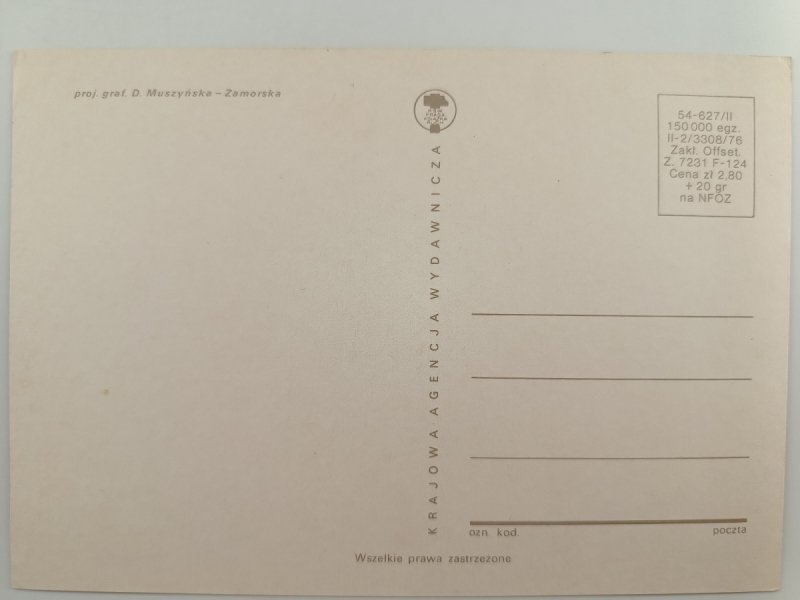 proj. graf. D. Muszyńska – Zamorska
KRAJOWA AGENCJA WYDAWNICZA
54-627/II
150 000 egz.
II-2/3308/76
Zakł. Offset.
Z. 7231 F-124
Cena zł 2,80
+ 20 gr
na NFOZ
ozn. kod.
poczta
Wszelkie prawa zastrzeżone